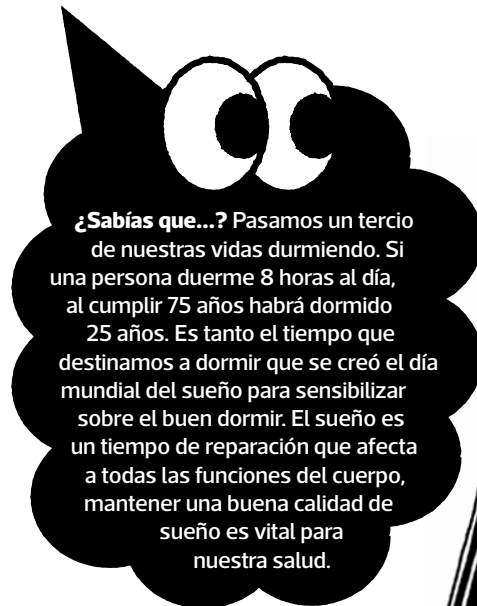 ¿Sabías que...? Pasamos un tercio
de nuestras vidas durmiendo. Si
una persona duerme 8 horas al día,
al cumplir 75 años habrá dormido
25 años. Es tanto el tiempo que
destinamos a dormir que se creó el día
mundial del sueño para sensibilizar
sobre el buen dormir. El sueño es
un tiempo de reparación que afecta
a todas las funciones del cuerpo,
mantener una buena calidad de
sueño es vital para
nuestra salud.